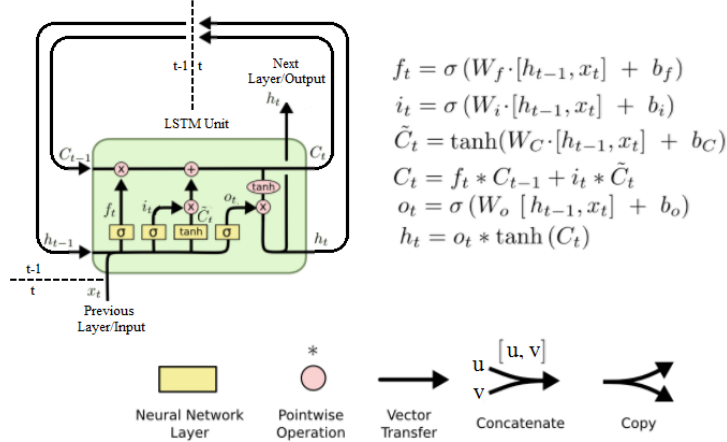 t-1 t
Next
Layer/Output
h_t
LSTM Unit
C_{t-1}
C_t
×
+
tanh
f_t
i_t
×
C̃_t
o_t
×
σ
σ
tanh
σ
h_{t-1}
h_t
t-1
t
x_t
Previous
Layer/Input
f_t = σ (W_f·[h_{t-1}, x_t] + b_f)
i_t = σ (W_i·[h_{t-1}, x_t] + b_i)
C̃_t = tanh(W_C·[h_{t-1}, x_t] + b_C)
C_t = f_t * C_{t-1} + i_t * C̃_t
o_t = σ (W_o [h_{t-1}, x_t] + b_o)
h_t = o_t * tanh (C_t)
*
[u, v]
u
v
Neural Network
Layer
Pointwise
Operation
Vector
Transfer
Concatenate
Copy